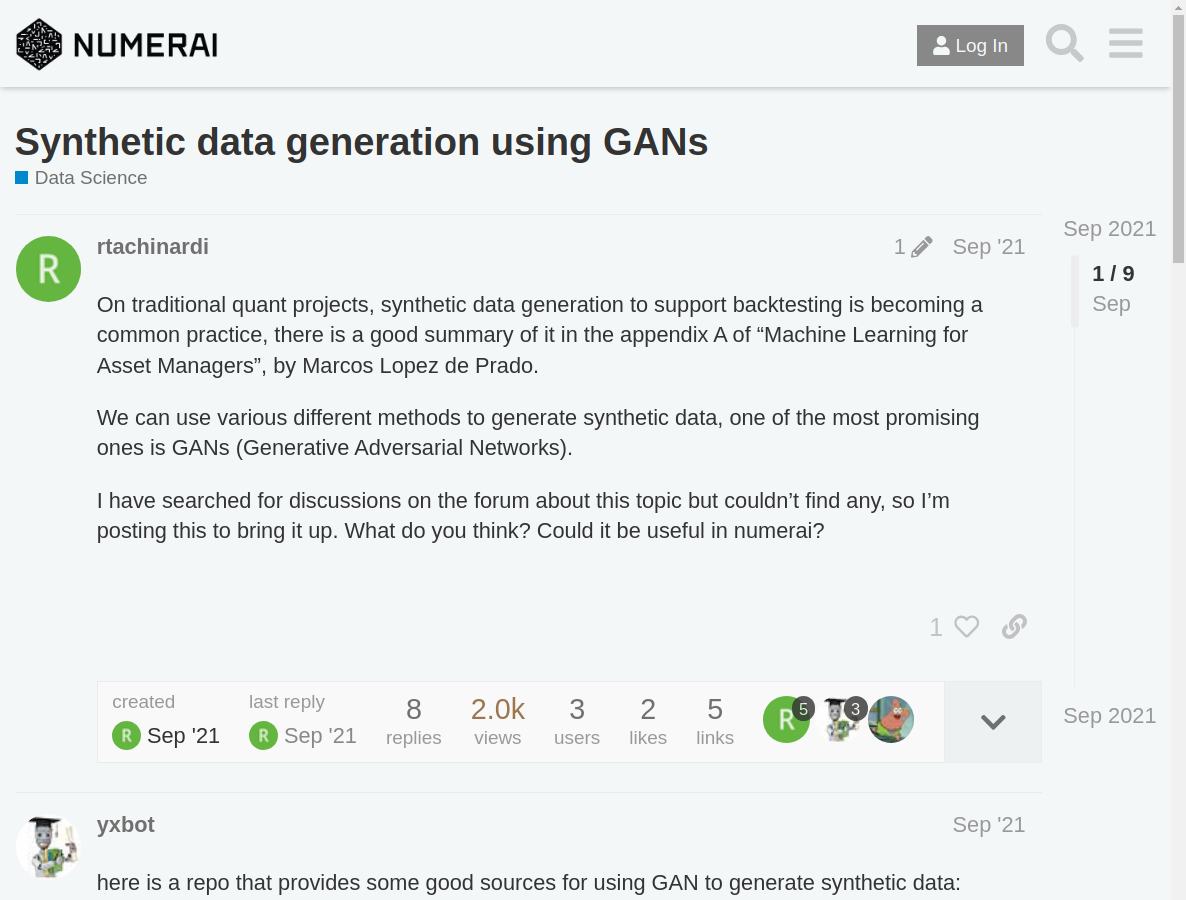 NUMERAI
Log In
Synthetic data generation using GANs
Data Science
rtachinardi
1
Sep '21
On traditional quant projects, synthetic data generation to support backtesting is becoming a
common practice, there is a good summary of it in the appendix A of “Machine Learning for
Asset Managers”, by Marcos Lopez de Prado.
We can use various different methods to generate synthetic data, one of the most promising
ones is GANs (Generative Adversarial Networks).
I have searched for discussions on the forum about this topic but couldn’t find any, so I’m
posting this to bring it up. What do you think? Could it be useful in numerai?
1
created
R Sep '21
last reply
R Sep '21
8
replies
2.0k
views
3
users
2
likes
5
links
R 5
3
Sep 2021
1 / 9
Sep
Sep 2021
R
yxbot
Sep '21
here is a repo that provides some good sources for using GAN to generate synthetic data: